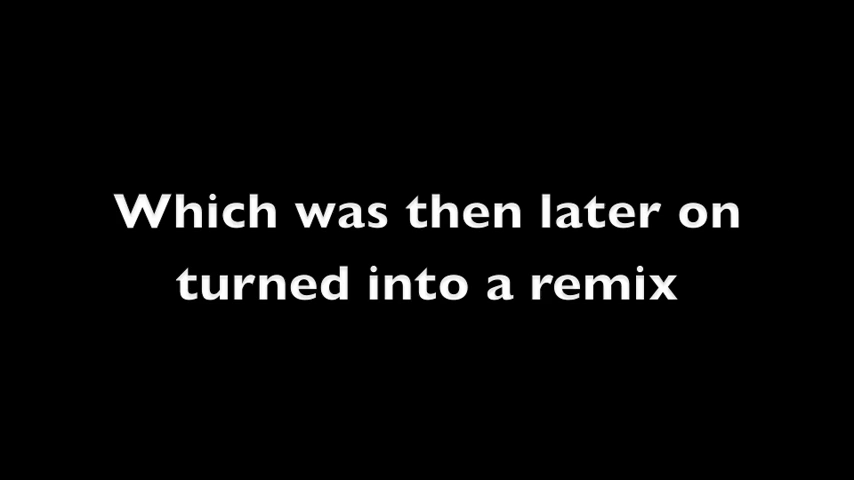 Which was then later on
turned into a remix